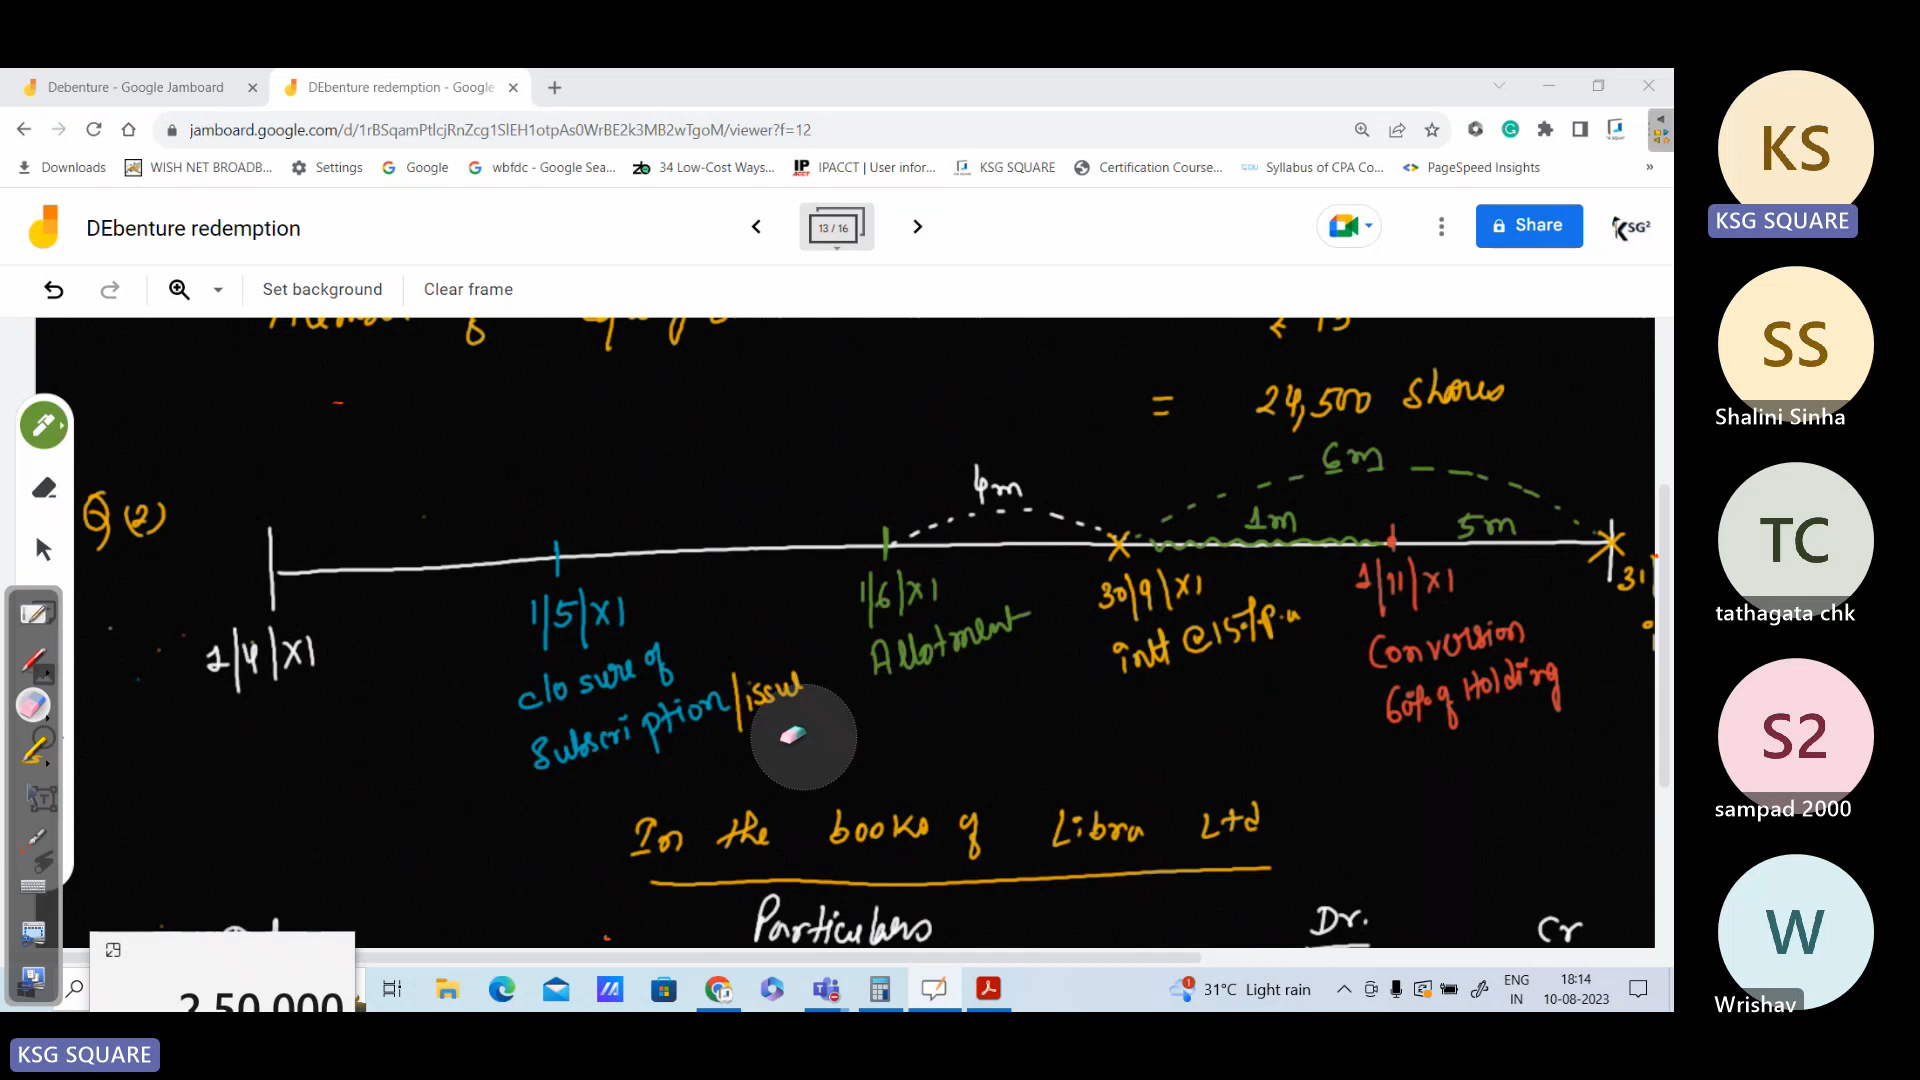 Debenture - Google Jamboard
DEbenture redemption - Google
jamboard.google.com/d/1rBSqamPtlcjRnZcg1SlEH1otpAs0WrBE2k3MB2wTgoM/viewer?f=12
Downloads WISH NET BROADB... Settings Google wbfdc - Google Sea... 34 Low-Cost Ways... IPACCT | User infor... KSG SQUARE Certification Course... Syllabus of CPA Co... PageSpeed Insights »
DEbenture redemption
13 / 16
Share
KSG²
Set background
Clear frame
= 24,500 Shares
Q (2)
4m
6m
1m
5m
1/4/X1
1/5/X1
closure of
Subscription/issue
1/6/X1
Allotment
30/9/X1
intt @15% p.a
1/11/X1
Conversion
60% of Holding
31/
In the books of Libra Ltd
Particulars
Dr.
Cr
2,50,000
31°C Light rain
ENG
IN
18:14
10-08-2023
KS
KSG SQUARE
SS
Shalini Sinha
TC
tathagata chk
S2
sampad 2000
W
Wrishav
KSG SQUARE